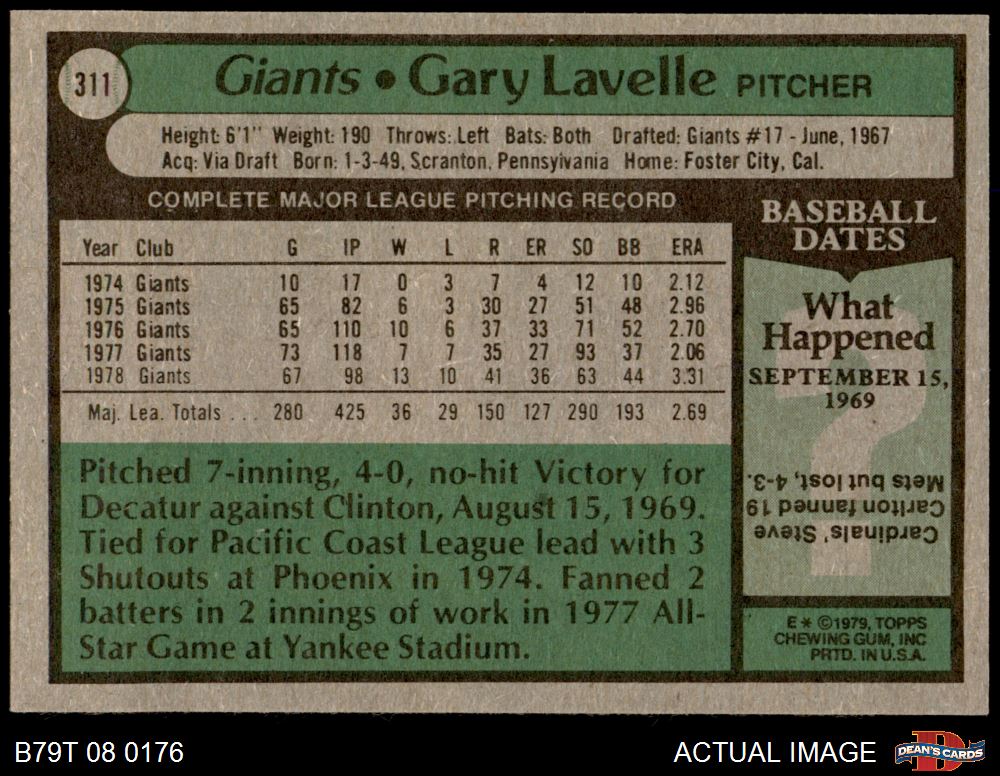 311
Giants • Gary Lavelle PITCHER
Height: 6'1" Weight: 190 Throws: Left Bats: Both Drafted: Giants #17 - June, 1967
Acq: Via Draft Born: 1-3-49, Scranton, Pennsylvania Home: Foster City, Cal.
COMPLETE MAJOR LEAGUE PITCHING RECORD
Year Club G IP W L R ER SO BB ERA
1974 Giants 10 17 0 3 7 4 12 10 2.12
1975 Giants 65 82 6 3 30 27 51 48 2.96
1976 Giants 65 110 10 6 37 33 71 52 2.70
1977 Giants 73 118 7 7 35 27 93 37 2.06
1978 Giants 67 98 13 10 41 36 63 44 3.31
Maj. Lea. Totals . . . 280 425 36 29 150 127 290 193 2.69
Pitched 7-inning, 4-0, no-hit Victory for
Decatur against Clinton, August 15, 1969.
Tied for Pacific Coast League lead with 3
Shutouts at Phoenix in 1974. Fanned 2
batters in 2 innings of work in 1977 All-
Star Game at Yankee Stadium.
BASEBALL
DATES
What
Happened
SEPTEMBER 15,
1969
?
Cardinals' Steve
Carlton fanned 19
Mets but lost, 4-3.
E * ©1979, TOPPS
CHEWING GUM, INC
PRTD. IN U.S.A.
B79T 08 0176
ACTUAL IMAGE
D
DEAN'S CARDS